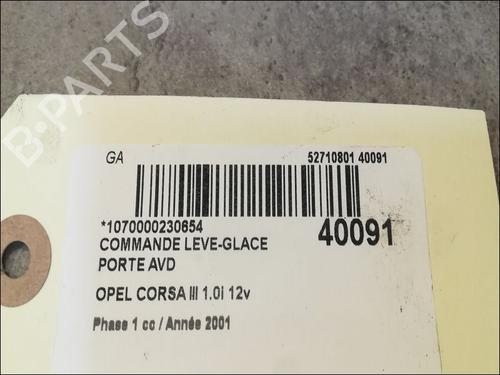 GA 52710801 40091
*1070000230654 40091
COMMANDE LEVE-GLACE
PORTE AVD
OPEL CORSA III 1.0i 12v
Phase 1 cc / Année 2001
B-PARTS